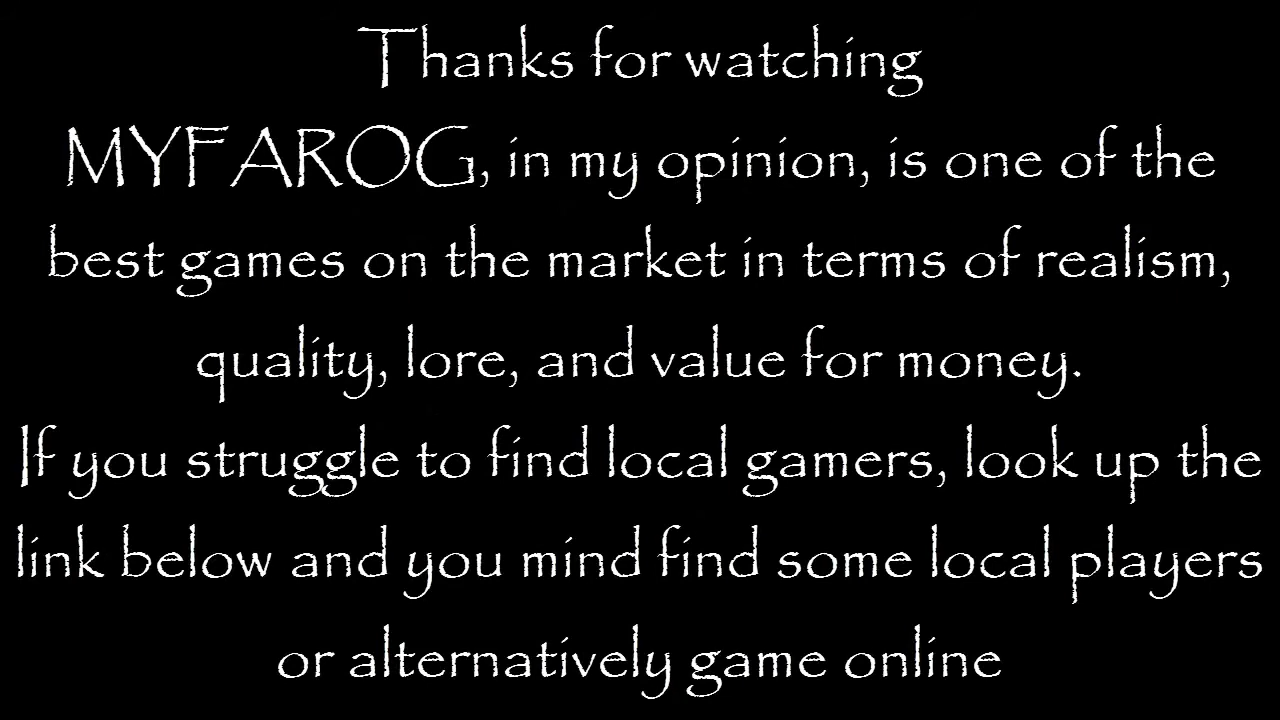 Thanks for watching
MYFAROG, in my opinion, is one of the
best games on the market in terms of realism,
quality, lore, and value for money.
If you struggle to find local gamers, look up the
link below and you mind find some local players
or alternatively game online